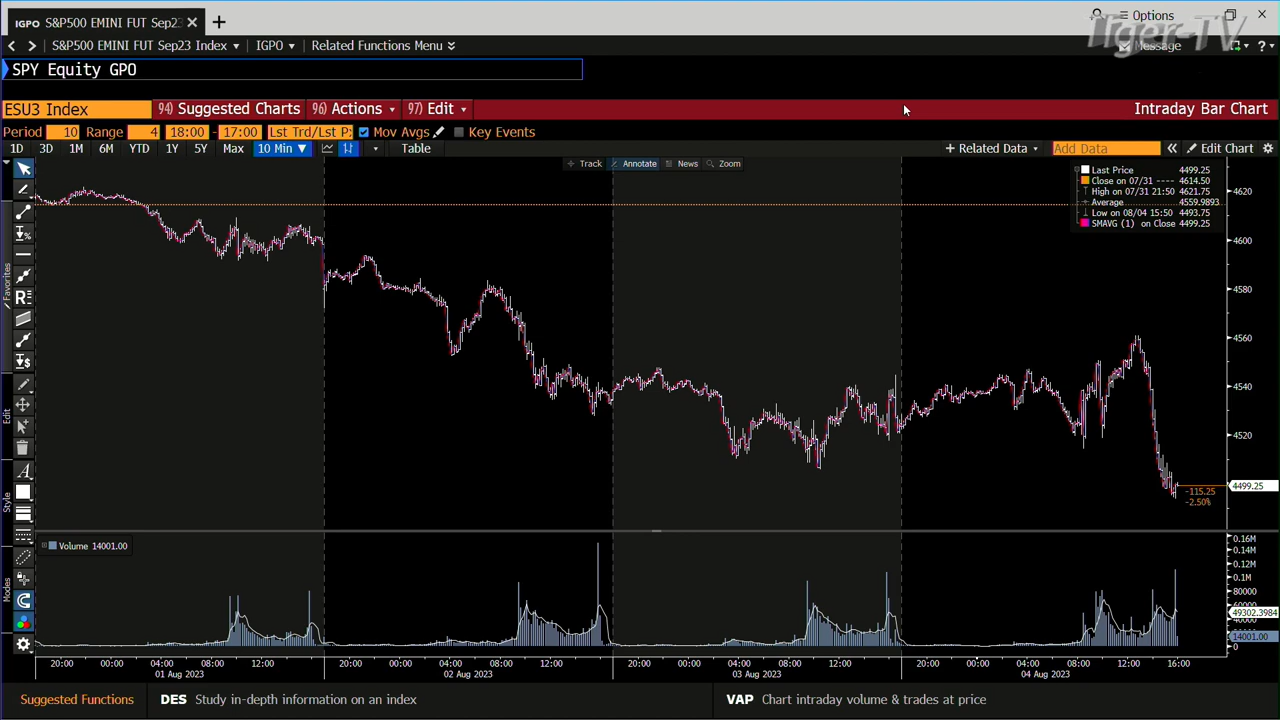 IGPO S&P500 EMINI FUT Sep23
Options
Tiger-TV
S&P500 EMINI FUT Sep23 Index IGPO Related Functions Menu
Message
SPY Equity GPO
ESU3 Index 94) Suggested Charts 96) Actions 97) Edit Intraday Bar Chart
Period 10 Range 4 18:00 - 17:00 Lst Trd/Lst P: Mov Avgs Key Events
1D 3D 1M 6M YTD 1Y 5Y Max 10 Min ▼ Table + Related Data Add Data Edit Chart
Track Annotate News Zoom
Last Price 4499.25
Close on 07/31 ---- 4614.50
High on 07/31 21:50 4621.75
Average 4559.9893
Low on 08/04 15:50 4493.75
SMAVG (1) on Close 4499.25
4620
4600
4580
4560
4540
4520
4499.25
-115.25
-2.50%
Favorites
Edit
Style
Modes
Volume 14001.00
0.16M
0.14M
0.12M
0.1M
80000
60000
49302.3984
14001.00
0
20:00 00:00 04:00 08:00 12:00 20:00 00:00 04:00 08:00 12:00 20:00 00:00 04:00 08:00 12:00 20:00 00:00 04:00 08:00 12:00 16:00
01 Aug 2023 02 Aug 2023 03 Aug 2023 04 Aug 2023
Suggested Functions DES Study in-depth information on an index VAP Chart intraday volume & trades at price